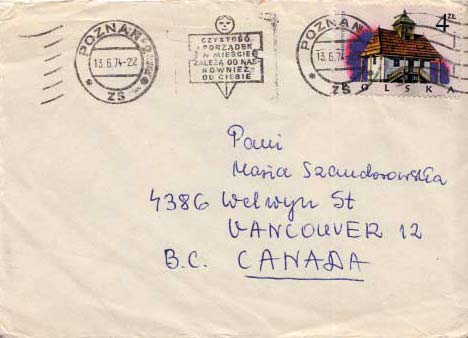 POZNAŃ 2
13.6.74-22
* ZS *
CZYSTOŚĆ
I PORZĄDEK
W MIEŚCIE
ZALEŻĄ OD NAS
RÓWNIEŻ
OD CIEBIE
POZNAŃ
13.6.74
* ZS
4 ZŁ
POLSKA
Pani
Maria Szandorowska
4386 Welwyn St
VANCOUVER 12
B.C. CANADA